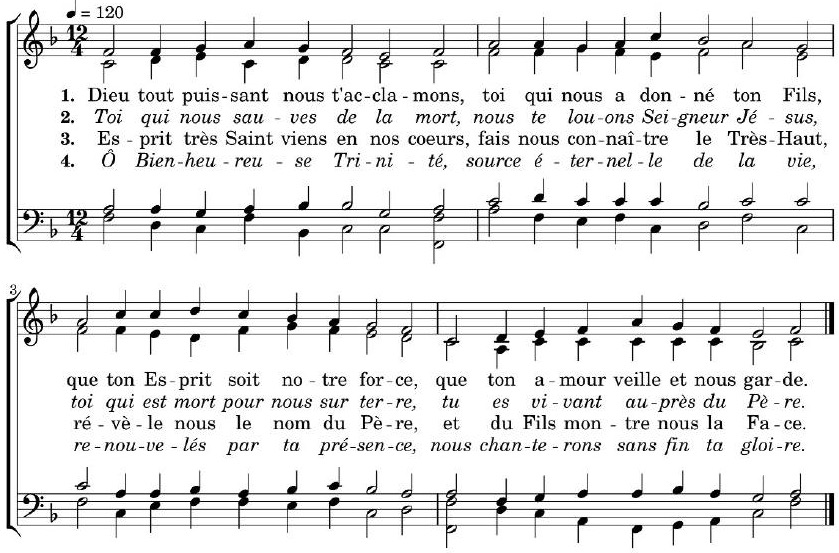 ♩ = 120
12/4
1. Dieu tout puis-sant nous t'ac-cla-mons, toi qui nous a don-né ton Fils,
2. Toi qui nous sau-ves de la mort, nous te lou-ons Sei-gneur Jé-sus,
3. Es-prit très Saint viens en nos coeurs, fais nous con-naî-tre le Très-Haut,
4. Ô Bien-heu-reu-se Tri-ni-té, source é-ter-nel-le de la vie,
12/4
3
que ton Es-prit soit no-tre for-ce, que ton a-mour veille et nous gar-de.
toi qui est mort pour nous sur ter-re, tu es vi-vant au-près du Pè-re.
ré-vè-le nous le nom du Pè-re, et du Fils mon-tre nous la Fa-ce.
re-nou-ve-lés par ta pré-sen-ce, nous chan-te-rons sans fin ta gloi-re.